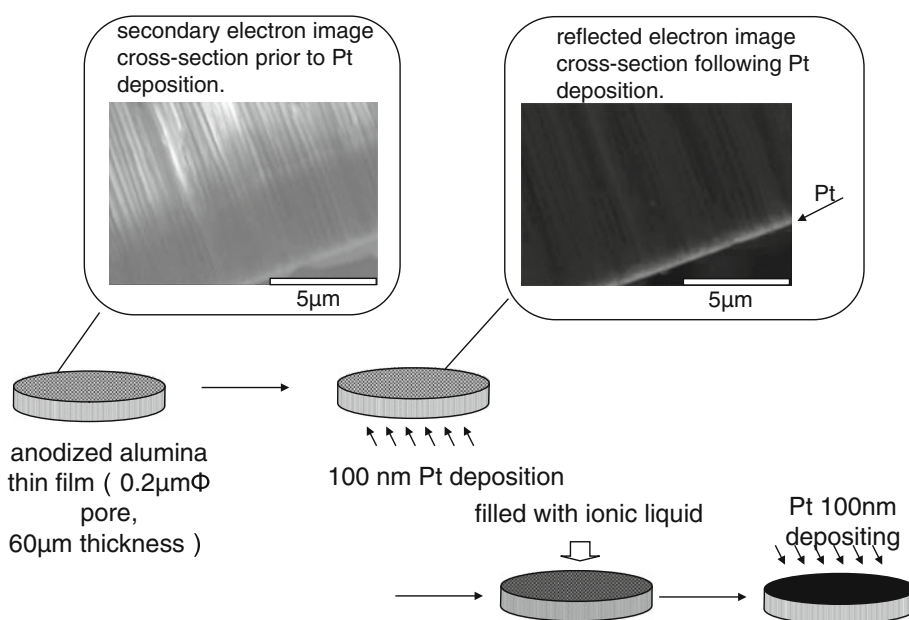 secondary electron image
cross-section prior to Pt
deposition.
5μm
reflected electron image
cross-section following Pt
deposition.
Pt
5μm
anodized alumina
thin film ( 0.2μmΦ
pore,
60μm thickness )
100 nm Pt deposition
filled with ionic liquid
Pt 100nm
depositing